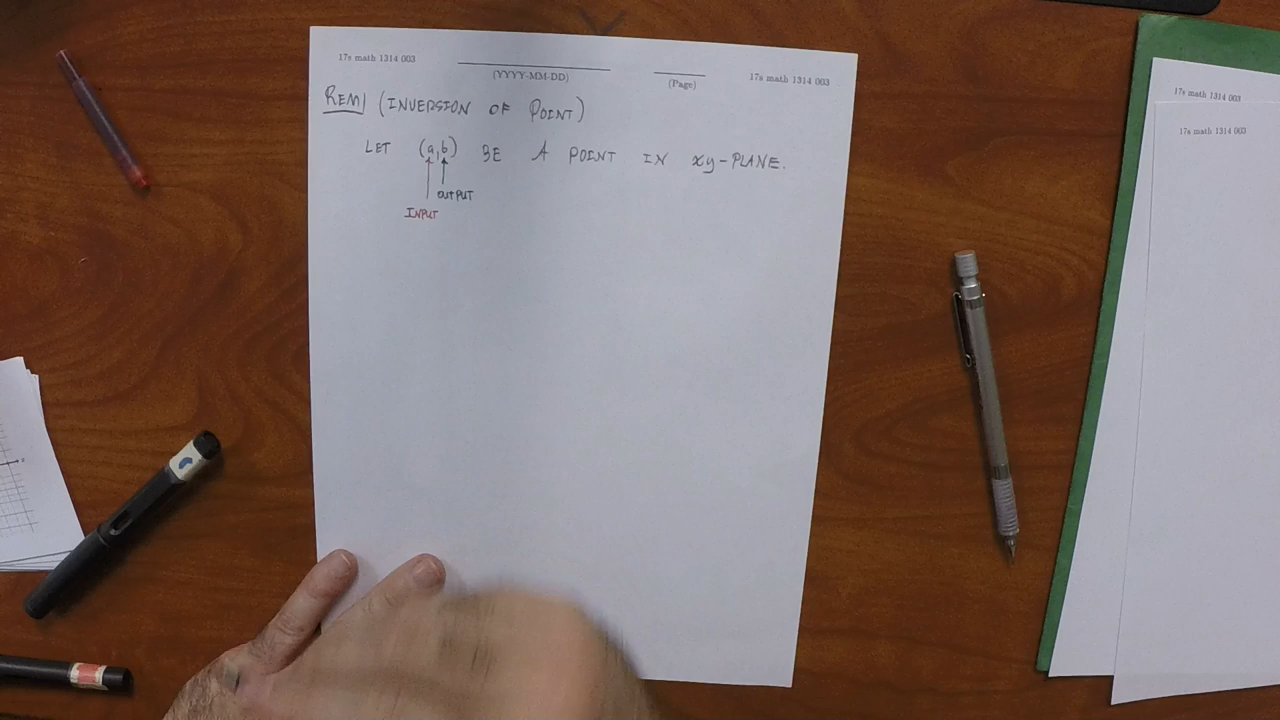 17s math 1314 003
(YYYY-MM-DD)
(Page)
17s math 1314 003
REM (INVERSION OF POINT)
LET (a,b) BE A POINT IN xy-PLANE.
OUTPUT
INPUT
17s math 1314 003
17s math 1314 003